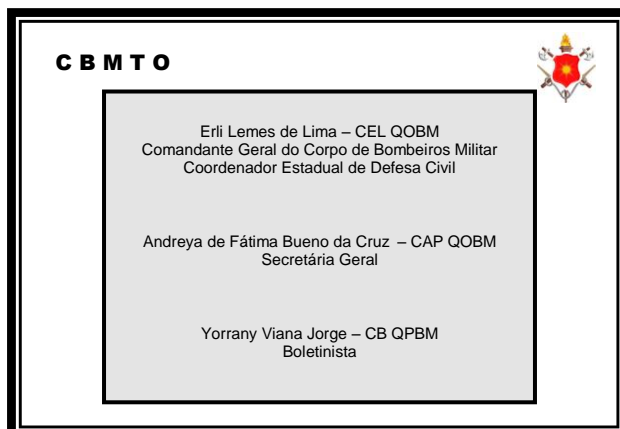 C B M T O
Erli Lemes de Lima – CEL QOBM
Comandante Geral do Corpo de Bombeiros Militar
Coordenador Estadual de Defesa Civil
Andreya de Fátima Bueno da Cruz – CAP QOBM
Secretária Geral
Yorrany Viana Jorge – CB QPBM
Boletinista